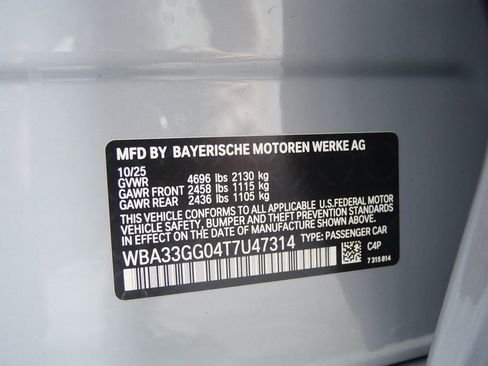 MFD BY BAYERISCHE MOTOREN WERKE AG
10/25
GVWR 4696 lbs 2130 kg
GAWR FRONT 2458 lbs 1115 kg
GAWR REAR 2436 lbs 1105 kg
THIS VEHICLE CONFORMS TO ALL APPLICABLE U.S.FEDERAL MOTOR
VEHICLE SAFETY, BUMPER AND THEFT PREVENTION STANDARDS
IN EFFECT ON THE DATE OF MANUFACTURE SHOWN ABOVE.
WBA33GG04T7U47314 TYPE: PASSENGER CAR
C4P
7 315 814